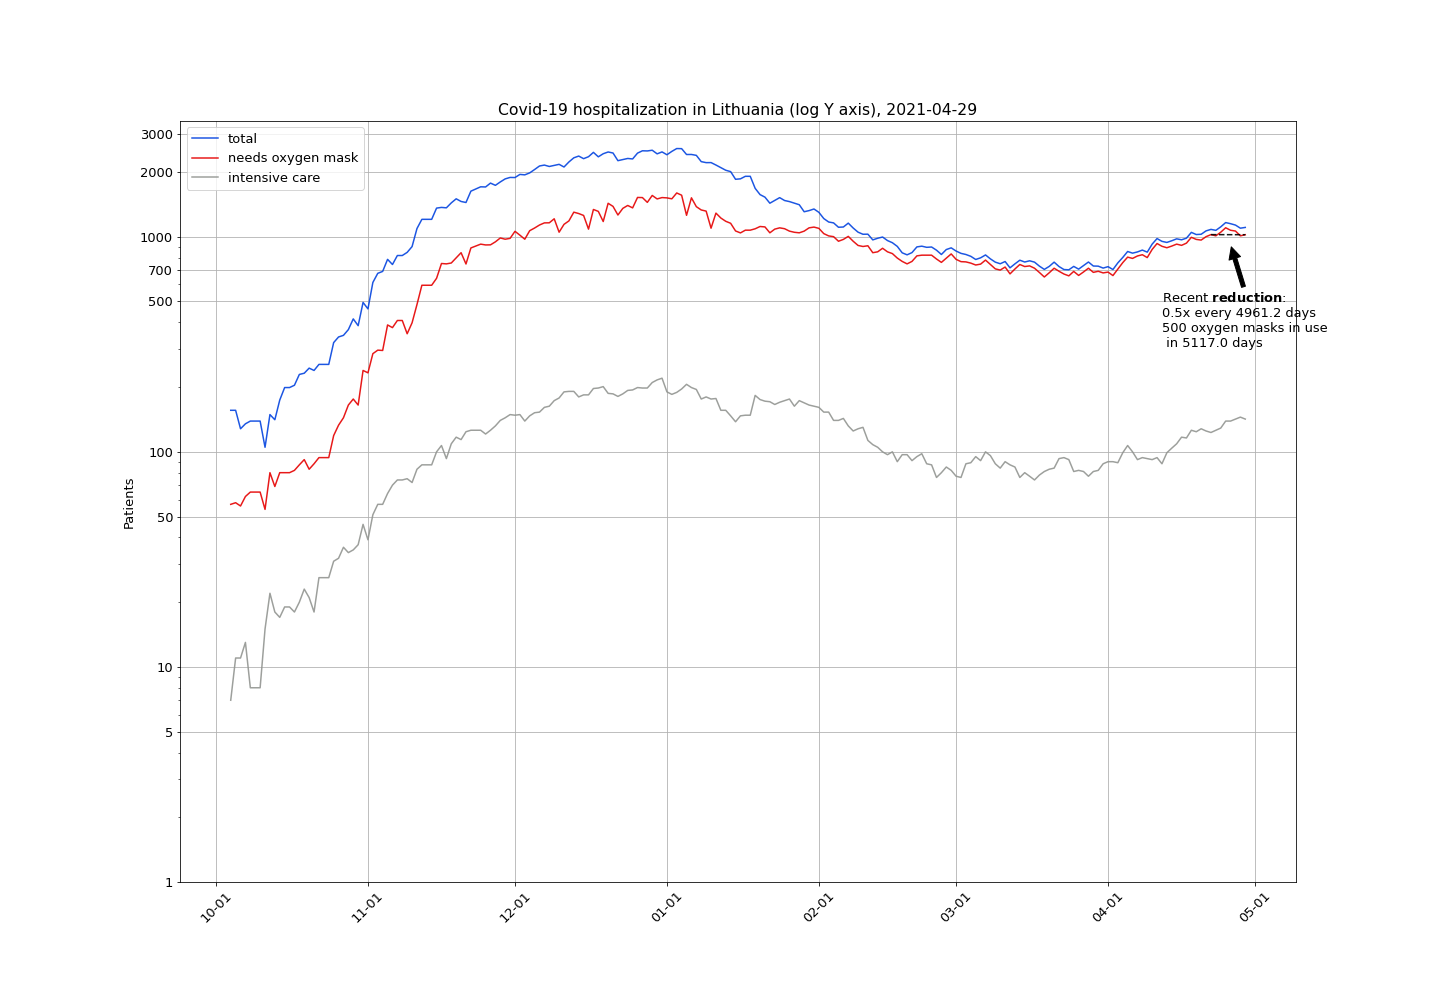 Covid-19 hospitalization in Lithuania (log Y axis), 2021-04-29
total
needs oxygen mask
intensive care
3000
2000
1000
700
500
100
50
10
5
1
Patients
Recent reduction:
0.5x every 4961.2 days
500 oxygen masks in use
in 5117.0 days
10-01
11-01
12-01
01-01
02-01
03-01
04-01
05-01